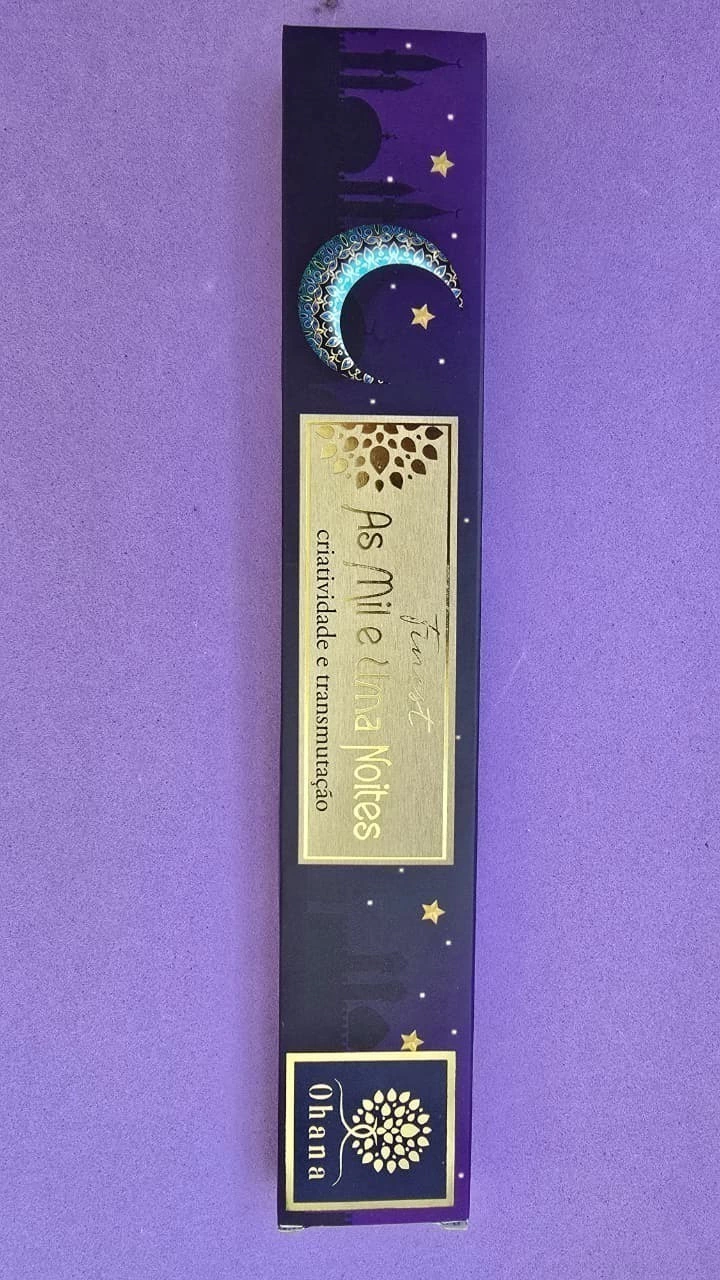 Finest
As Mil e Uma Noites
criatividade e transmutação
Ohana